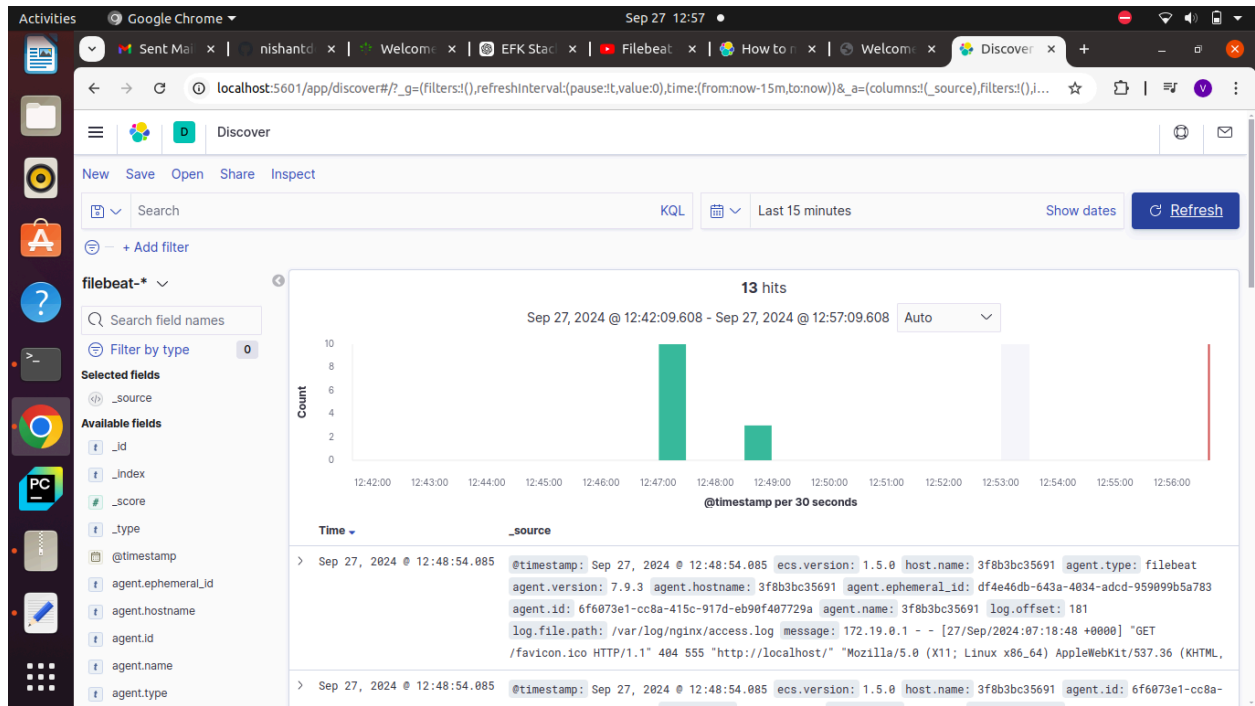 Activities Google Chrome Sep 27 12:57
Sent Mai nishantd Welcome EFK Stac Filebeat How to n Welcome Discover
localhost:5601/app/discover#/?_g=(filters:!(),refreshInterval:(pause:!t,value:0),time:(from:now-15m,to:now))&_a=(columns:!(_source),filters:!(),i... V
D Discover
New Save Open Share Inspect
Search KQL Last 15 minutes Show dates Refresh
+ Add filter
filebeat-*
Search field names
Filter by type 0
Selected fields
_source
Available fields
t _id
t _index
# _score
t _type
@timestamp
t agent.ephemeral_id
t agent.hostname
t agent.id
t agent.name
t agent.type
13 hits
Sep 27, 2024 @ 12:42:09.608 - Sep 27, 2024 @ 12:57:09.608 Auto
Count
10
8
6
4
2
0
12:42:00 12:43:00 12:44:00 12:45:00 12:46:00 12:47:00 12:48:00 12:49:00 12:50:00 12:51:00 12:52:00 12:53:00 12:54:00 12:55:00 12:56:00
@timestamp per 30 seconds
Time _source
Sep 27, 2024 @ 12:48:54.085 @timestamp: Sep 27, 2024 @ 12:48:54.085 ecs.version: 1.5.0 host.name: 3f8b3bc35691 agent.type: filebeat
agent.version: 7.9.3 agent.hostname: 3f8b3bc35691 agent.ephemeral_id: df4e46db-643a-4034-adcd-959099b5a783
agent.id: 6f6073e1-cc8a-415c-917d-eb90f407729a agent.name: 3f8b3bc35691 log.offset: 181
log.file.path: /var/log/nginx/access.log message: 172.19.0.1 - - [27/Sep/2024:07:18:48 +0000] "GET
/favicon.ico HTTP/1.1" 404 555 "http://localhost/" "Mozilla/5.0 (X11; Linux x86_64) AppleWebKit/537.36 (KHTML,
Sep 27, 2024 @ 12:48:54.085 @timestamp: Sep 27, 2024 @ 12:48:54.085 ecs.version: 1.5.0 host.name: 3f8b3bc35691 agent.id: 6f6073e1-cc8a-
PC